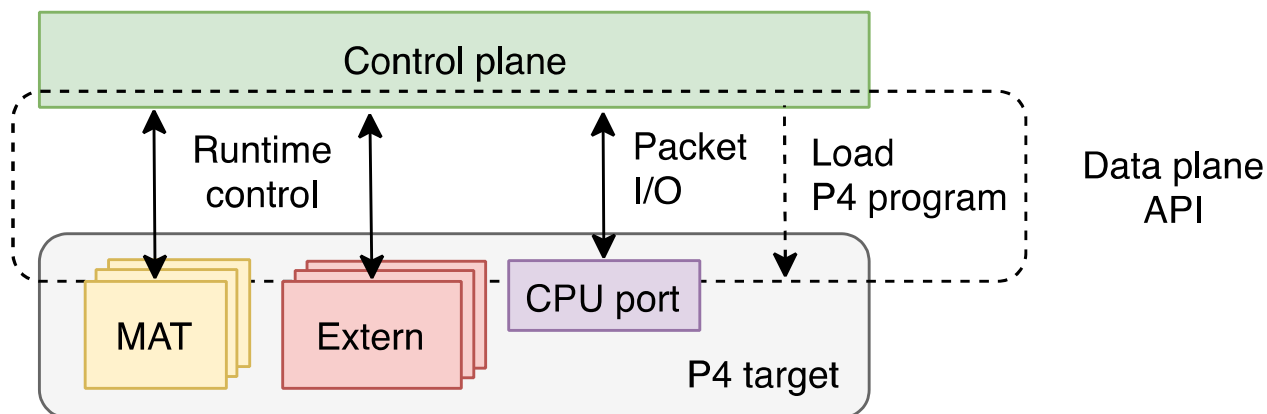 Control plane
Runtime
control
Packet
I/O
Load
P4 program
Data plane
API
MAT
Extern
CPU port
P4 target